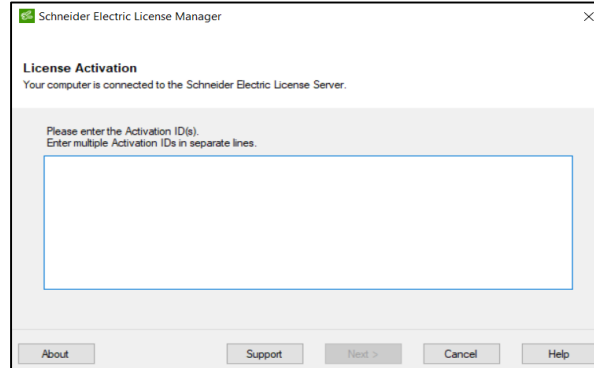 Schneider Electric License Manager
License Activation
Your computer is connected to the Schneider Electric License Server.
Please enter the Activation ID(s).
Enter multiple Activation IDs in separate lines.
About Support Next > Cancel Help